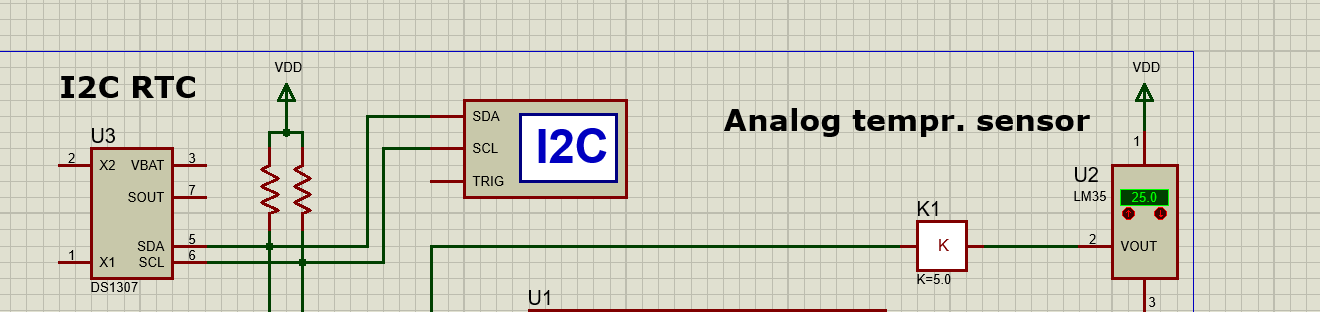 I2C RTC
VDD
U3
2
X2
VBAT
3
SOUT
7
SDA
5
1
X1
SCL
6
DS1307
SDA
SCL
TRIG
I2C
Analog tempr. sensor
VDD
1
U2
LM35
25.0
2
VOUT
3
K1
K
K=5.0
U1